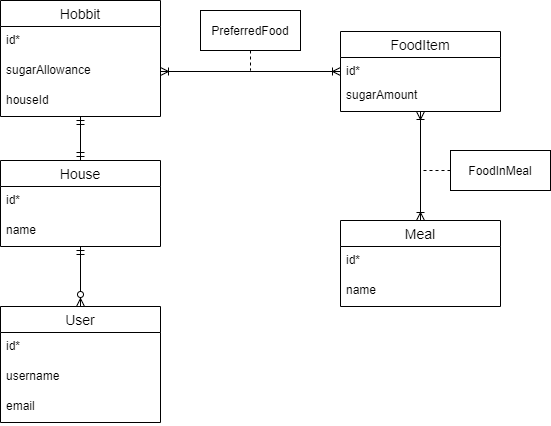 Hobbit
id*
sugarAllowance
houseId
PreferredFood
FoodItem
id*
sugarAmount
House
id*
name
FoodInMeal
Meal
id*
name
User
id*
username
email